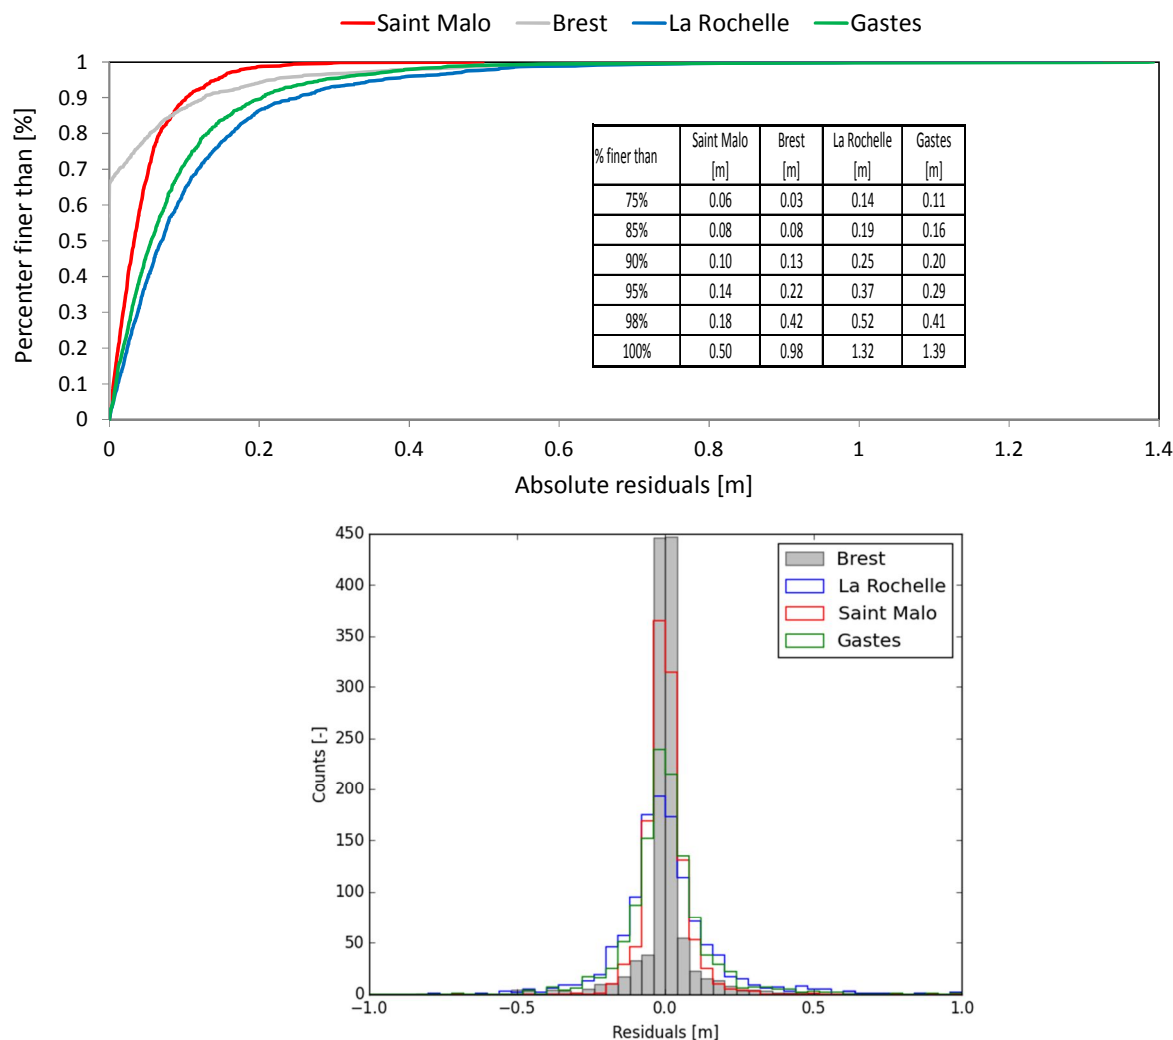 Saint Malo Brest La Rochelle Gastes
Percenter finer than [%]
1
0.9
0.8
0.7
0.6
0.5
0.4
0.3
0.2
0.1
0
0 0.2 0.4 0.6 0.8 1 1.2 1.4
Absolute residuals [m]
% finer than Saint Malo [m] Brest [m] La Rochelle [m] Gastes [m]
75% 0.06 0.03 0.14 0.11
85% 0.08 0.08 0.19 0.16
90% 0.10 0.13 0.25 0.20
95% 0.14 0.22 0.37 0.29
98% 0.18 0.42 0.52 0.41
100% 0.50 0.98 1.32 1.39
Counts [-]
450
400
350
300
250
200
150
100
50
0
−1.0 −0.5 0.0 0.5 1.0
Residuals [m]
Brest
La Rochelle
Saint Malo
Gastes